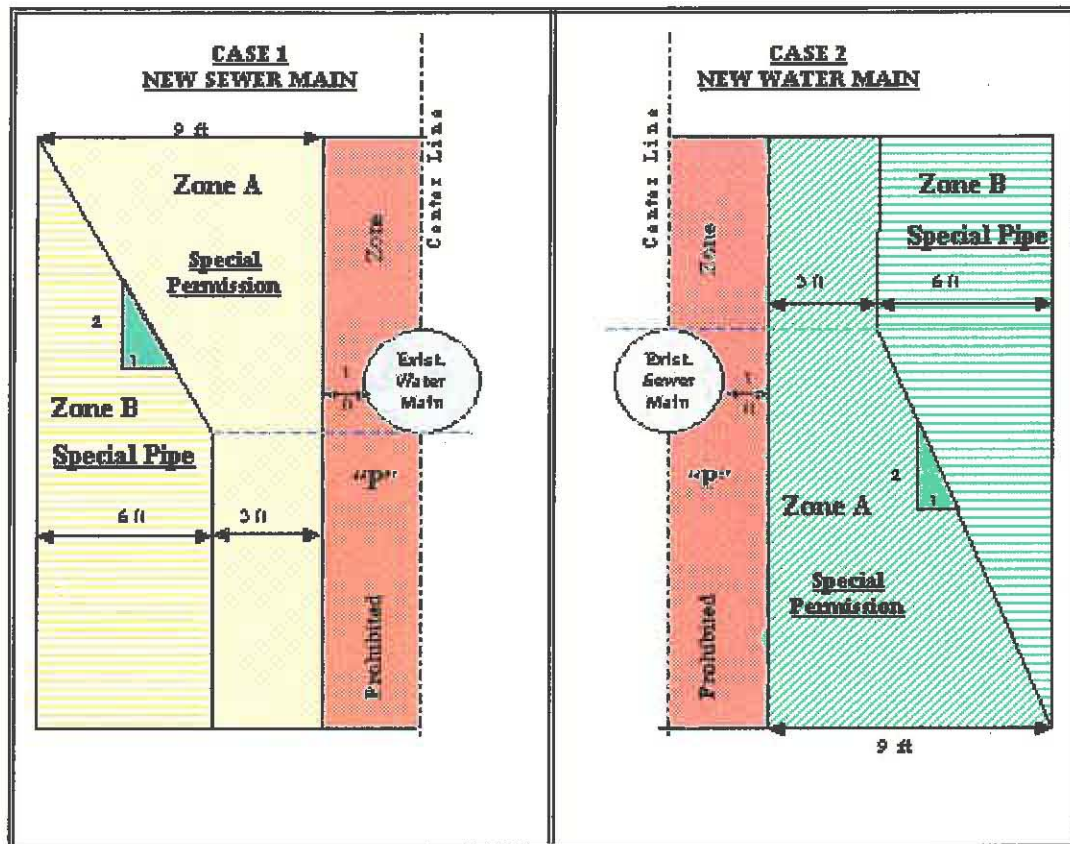 CASE 1
NEW SEWER MAIN
9 ft
Zone A
Special
Permission
2
1
Zone B
Special Pipe
6 ft
3 ft
Zone
"P"
Prohibited
Center Line
Exist.
Water
Main
1
ft
CASE 2
NEW WATER MAIN
Center Line
Zone
"P"
Prohibited
Exist.
Sewer
Main
1
ft
Zone B
Special Pipe
3 ft
6 ft
2
1
Zone A
Special
Permission
9 ft